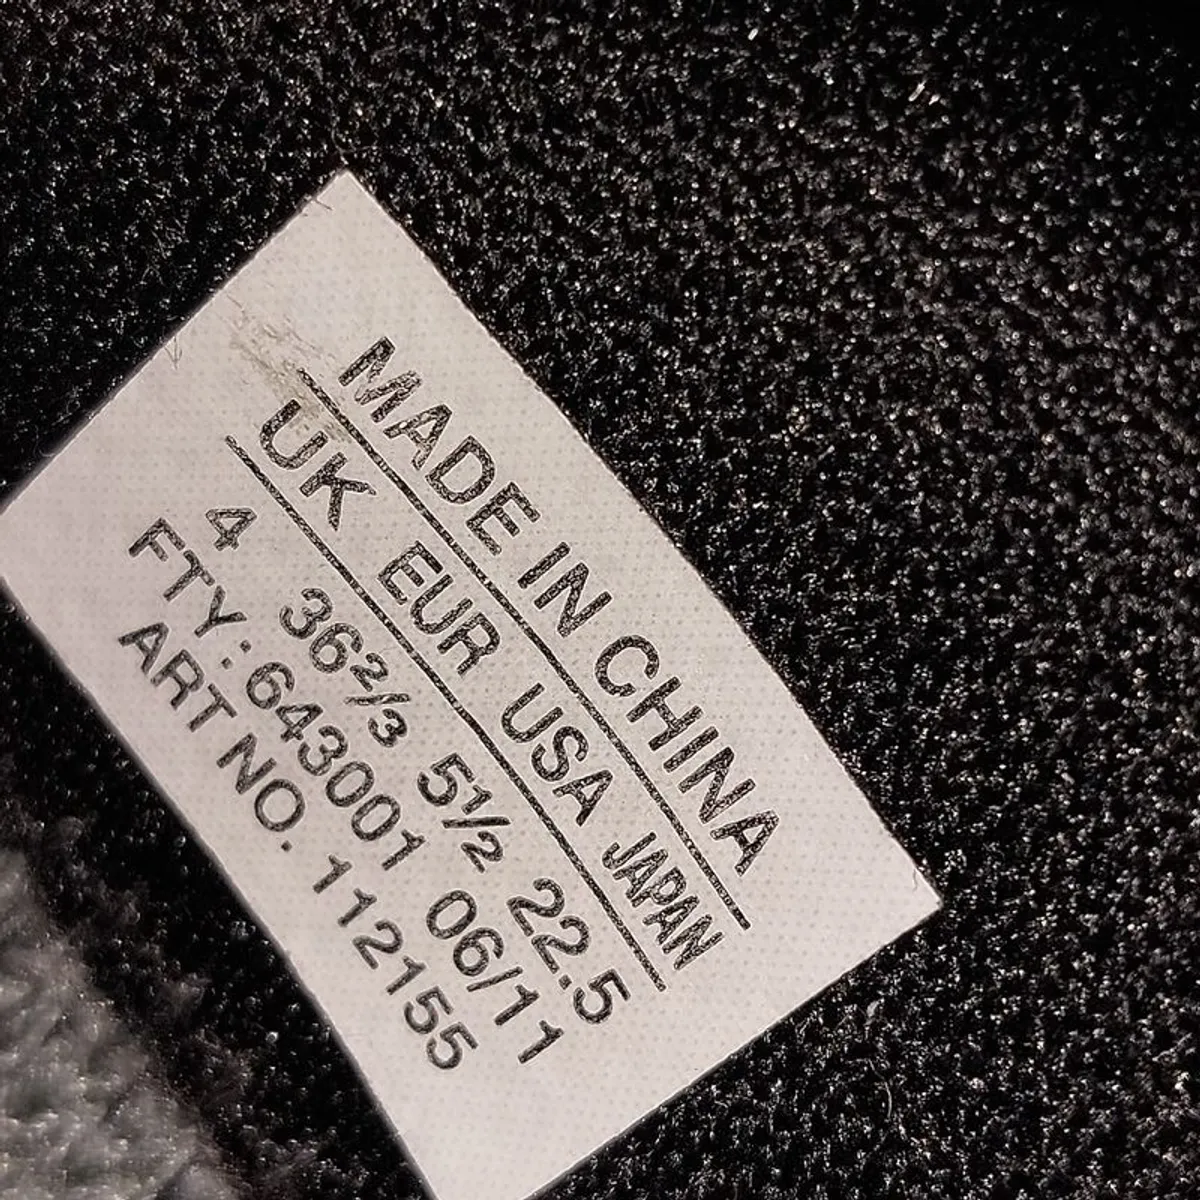 MADE IN CHINA
UK EUR USA JAPAN
4 36²/₃ 5½ 22.5
FTY: 643001 06/11
ART NO. 112155